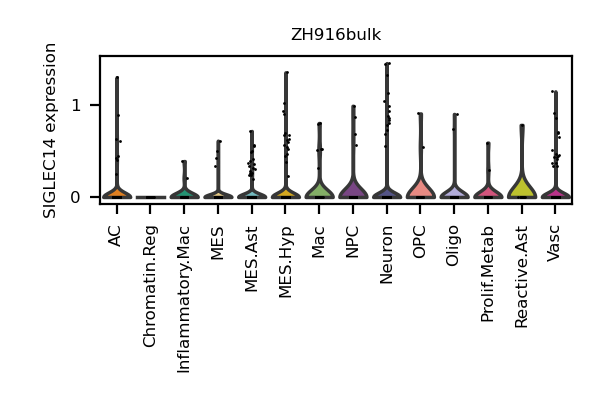 ZH916bulk
SIGLEC14 expression
1
0
AC
Chromatin.Reg
Inflammatory.Mac
MES
MES.Ast
MES.Hyp
Mac
NPC
Neuron
OPC
Oligo
Prolif.Metab
Reactive.Ast
Vasc